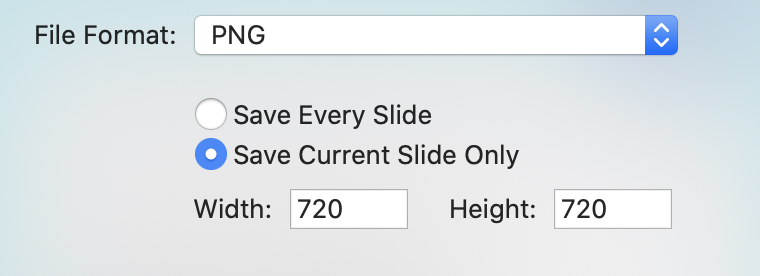 File Format: PNG
Save Every Slide
Save Current Slide Only
Width: 720 Height: 720